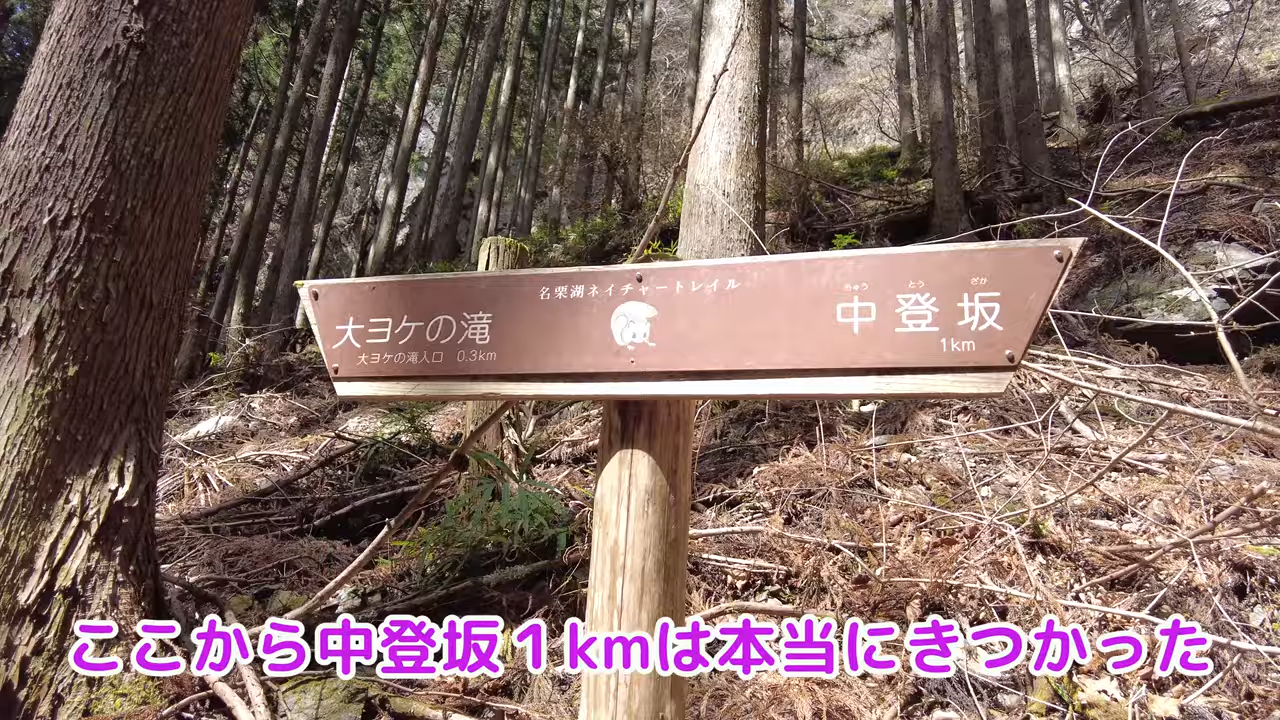 名栗湖ネイチャートレイル
大ヨケの滝
大ヨケの滝入口 0.3km
ちゅう とう ざか
中登坂
1km
ここから中登坂１kmは本当にきつかった